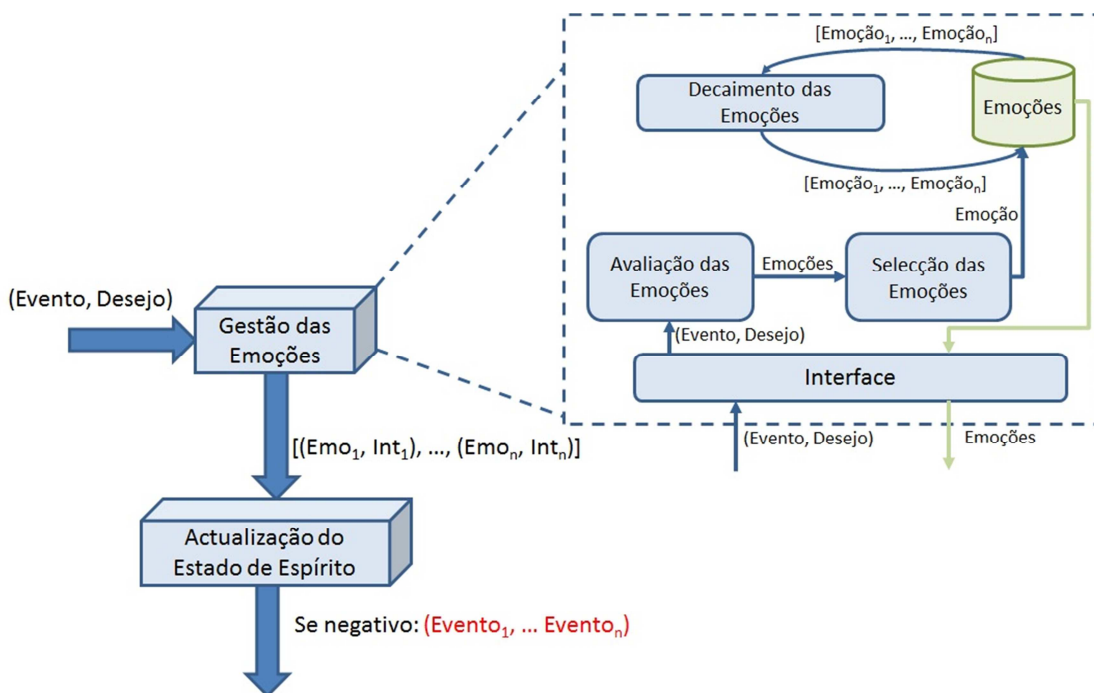 (Evento, Desejo)
Gestão das
Emoções
[(Emo₁, Int₁), ..., (Emoₙ, Intₙ)]
Actualização do
Estado de Espírito
Se negativo: (Evento₁, ... Eventoₙ)
[Emoção₁, ..., Emoçãoₙ]
Decaimento das
Emoções
Emoções
[Emoção₁, ..., Emoçãoₙ]
Emoção
Avaliação das
Emoções
Emoções
Selecção das
Emoções
(Evento, Desejo)
Interface
(Evento, Desejo)
Emoções